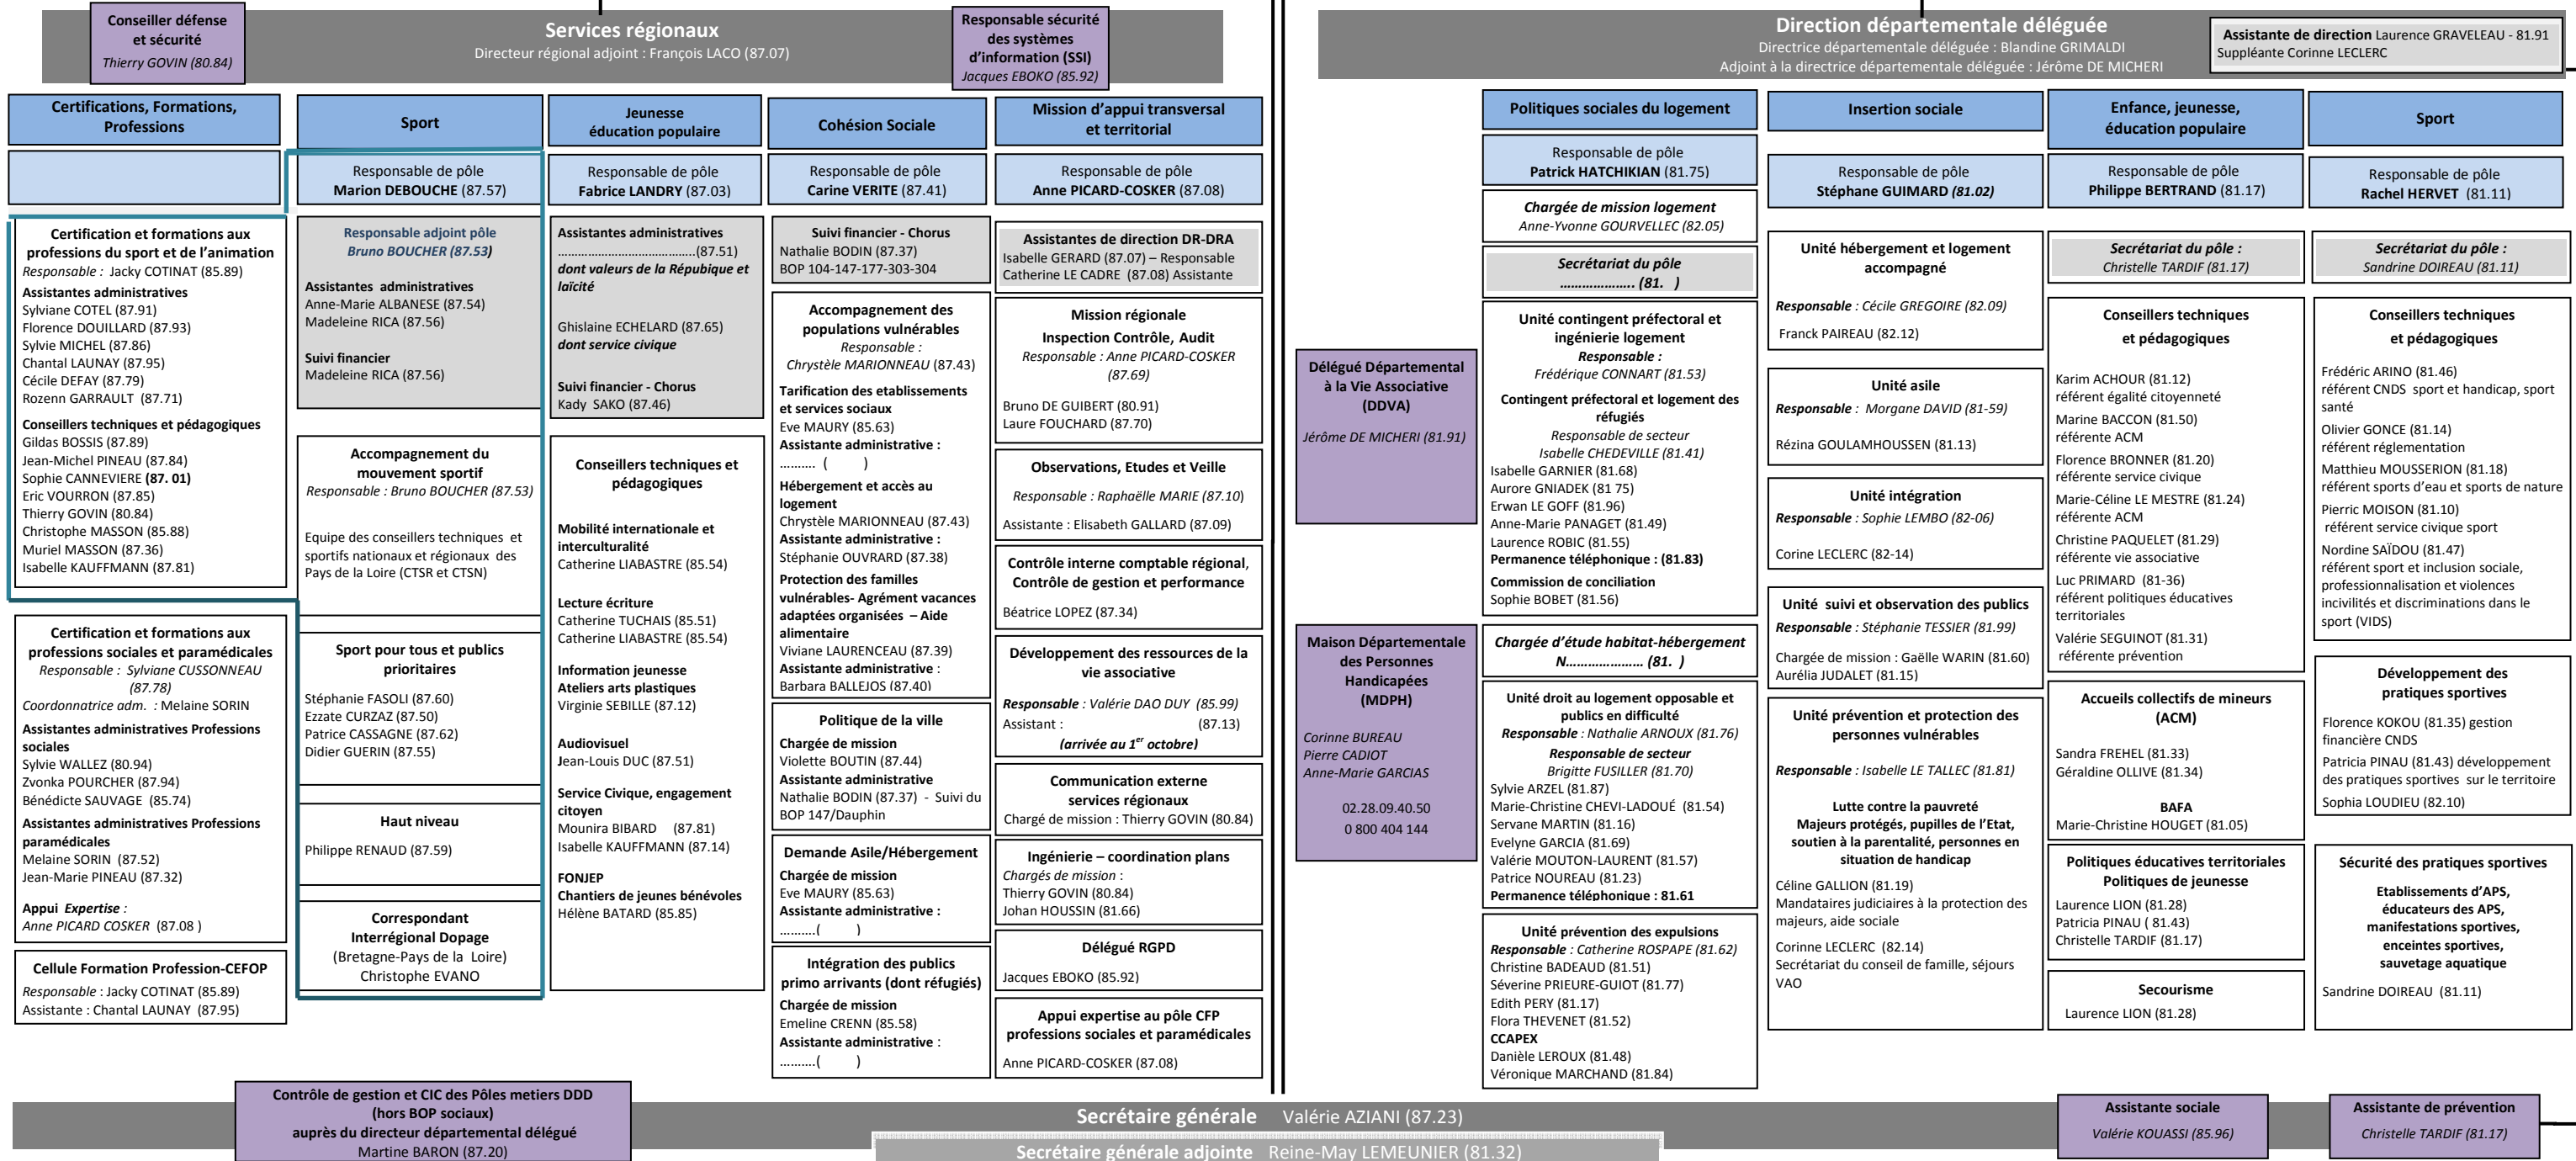 Conseiller défense
et sécurité
Thierry GOVIN (80.84)
Services régionaux
Directeur régional adjoint : François LACO (87.07)
Responsable sécurité
des systèmes
d’information (SSI)
Jacques EBOKO (85.92)
Direction départementale déléguée
Directrice départementale déléguée : Blandine GRIMALDI
Adjoint à la directrice départementale déléguée : Jérôme DE MICHERI
Assistante de direction Laurence GRAVELEAU - 81.91
Suppléante Corinne LECLERC
Certifications, Formations,
Professions
Certification et formations aux
professions du sport et de l’animation
Responsable : Jacky COTINAT (85.89)
Assistantes administratives
Sylviane COTEL (87.91)
Florence DOUILLARD (87.93)
Sylvie MICHEL (87.86)
Chantal LAUNAY (87.95)
Cécile DEFAY (87.79)
Rozenn GARRAULT (87.71)
Conseillers techniques et pédagogiques
Gildas BOSSIS (87.89)
Jean-Michel PINEAU (87.84)
Sophie CANNEVIERE (87. 01)
Eric VOURRON (87.85)
Thierry GOVIN (80.84)
Christophe MASSON (85.88)
Muriel MASSON (87.36)
Isabelle KAUFFMANN (87.81)
Certification et formations aux
professions sociales et paramédicales
Responsable : Sylviane CUSSONNEAU
(87.78)
Coordonnatrice adm. : Melaine SORIN
Assistantes administratives Professions
sociales
Sylvie WALLEZ (80.94)
Zvonka POURCHER (87.94)
Bénédicte SAUVAGE (85.74)
Assistantes administratives Professions
paramédicales
Melaine SORIN (87.52)
Jean-Marie PINEAU (87.32)
Appui Expertise :
Anne PICARD COSKER (87.08 )
Cellule Formation Profession-CEFOP
Responsable : Jacky COTINAT (85.89)
Assistante : Chantal LAUNAY (87.95)
Sport
Responsable de pôle
Marion DEBOUCHE (87.57)
Responsable adjoint pôle
Bruno BOUCHER (87.53)
Assistantes administratives
Anne-Marie ALBANESE (87.54)
Madeleine RICA (87.56)
Suivi financier
Madeleine RICA (87.56)
Accompagnement du
mouvement sportif
Responsable : Bruno BOUCHER (87.53)
Equipe des conseillers techniques et
sportifs nationaux et régionaux des
Pays de la Loire (CTSR et CTSN)
Sport pour tous et publics
prioritaires
Stéphanie FASOLI (87.60)
Ezzate CURZAZ (87.50)
Patrice CASSAGNE (87.62)
Didier GUERIN (87.55)
Haut niveau
Philippe RENAUD (87.59)
Correspondant
Interrégional Dopage
(Bretagne-Pays de la Loire)
Christophe EVANO
Jeunesse
éducation populaire
Responsable de pôle
Fabrice LANDRY (87.03)
Assistantes administratives
.......................................(87.51)
dont valeurs de la Répubique et
laïcité
Ghislaine ECHELARD (87.65)
dont service civique
Suivi financier - Chorus
Kady SAKO (87.46)
Conseillers techniques et
pédagogiques
Mobilité internationale et
interculturalité
Catherine LIABASTRE (85.54)
Lecture écriture
Catherine TUCHAIS (85.51)
Catherine LIABASTRE (85.54)
Information jeunesse
Ateliers arts plastiques
Virginie SEBILLE (87.12)
Audiovisuel
Jean-Louis DUC (87.51)
Service Civique, engagement
citoyen
Mounira BIBARD (87.81)
Isabelle KAUFFMANN (87.14)
FONJEP
Chantiers de jeunes bénévoles
Hélène BATARD (85.85)
Cohésion Sociale
Responsable de pôle
Carine VERITE (87.41)
Suivi financier - Chorus
Nathalie BODIN (87.37)
BOP 104-147-177-303-304
Accompagnement des
populations vulnérables
Responsable :
Chrystèle MARIONNEAU (87.43)
Tarification des etablissements
et services sociaux
Eve MAURY (85.63)
Assistante administrative :
.......... ( )
Hébergement et accès au
logement
Chrystèle MARIONNEAU (87.43)
Assistante administrative :
Stéphanie OUVRARD (87.38)
Protection des familles
vulnérables- Agrément vacances
adaptées organisées – Aide
alimentaire
Viviane LAURENCEAU (87.39)
Assistante administrative :
Barbara BALLEJOS (87.40)
Politique de la ville
Chargée de mission
Violette BOUTIN (87.44)
Assistante administrative
Nathalie BODIN (87.37) - Suivi du
BOP 147/Dauphin
Demande Asile/Hébergement
Chargée de mission
Eve MAURY (85.63)
Assistante administrative :
..........( )
Intégration des publics
primo arrivants (dont réfugiés)
Chargée de mission
Emeline CRENN (85.58)
Assistante administrative :
..........( )
Mission d’appui transversal
et territorial
Responsable de pôle
Anne PICARD-COSKER (87.08)
Assistantes de direction DR-DRA
Isabelle GERARD (87.07) – Responsable
Catherine LE CADRE (87.08) Assistante
Mission régionale
Inspection Contrôle, Audit
Responsable : Anne PICARD-COSKER
(87.69)
Bruno DE GUIBERT (80.91)
Laure FOUCHARD (87.70)
Observations, Etudes et Veille
Responsable : Raphaëlle MARIE (87.10)
Assistante : Elisabeth GALLARD (87.09)
Contrôle interne comptable régional,
Contrôle de gestion et performance
Béatrice LOPEZ (87.34)
Développement des ressources de la
vie associative
Responsable : Valérie DAO DUY (85.99)
Assistant : (87.13)
(arrivée au 1er octobre)
Communication externe
services régionaux
Chargé de mission : Thierry GOVIN (80.84)
Ingénierie – coordination plans
Chargés de mission :
Thierry GOVIN (80.84)
Johan HOUSSIN (81.66)
Délégué RGPD
Jacques EBOKO (85.92)
Appui expertise au pôle CFP
professions sociales et paramédicales
Anne PICARD-COSKER (87.08)
Délégué Départemental
à la Vie Associative
(DDVA)
Jérôme DE MICHERI (81.91)
Maison Départementale
des Personnes
Handicapées
(MDPH)
Corinne BUREAU
Pierre CADIOT
Anne-Marie GARCIAS
02.28.09.40.50
0 800 404 144
Politiques sociales du logement
Responsable de pôle
Patrick HATCHIKIAN (81.75)
Chargée de mission logement
Anne-Yvonne GOURVELLEC (82.05)
Secrétariat du pôle
................... (81. )
Unité contingent préfectoral et
ingénierie logement
Responsable :
Frédérique CONNART (81.53)
Contingent préfectoral et logement des
réfugiés
Responsable de secteur
Isabelle CHEDEVILLE (81.41)
Isabelle GARNIER (81.68)
Aurore GNIADEK (81 75)
Erwan LE GOFF (81.96)
Anne-Marie PANAGET (81.49)
Laurence ROBIC (81.55)
Permanence téléphonique : (81.83)
Commission de conciliation
Sophie BOBET (81.56)
Chargée d’étude habitat-hébergement
N..................... (81. )
Unité droit au logement opposable et
publics en difficulté
Responsable : Nathalie ARNOUX (81.76)
Responsable de secteur
Brigitte FUSILLER (81.70)
Sylvie ARZEL (81.87)
Marie-Christine CHEVI-LADOUÉ (81.54)
Servane MARTIN (81.16)
Evelyne GARCIA (81.69)
Valérie MOUTON-LAURENT (81.57)
Patrice NOUREAU (81.23)
Permanence téléphonique : 81.61
Unité prévention des expulsions
Responsable : Catherine ROSPAPE (81.62)
Christine BADEAUD (81.51)
Séverine PRIEURE-GUIOT (81.77)
Edith PERY (81.17)
Flora THEVENET (81.52)
CCAPEX
Danièle LEROUX (81.48)
Véronique MARCHAND (81.84)
Insertion sociale
Responsable de pôle
Stéphane GUIMARD (81.02)
Unité hébergement et logement
accompagné
Responsable : Cécile GREGOIRE (82.09)
Franck PAIREAU (82.12)
Unité asile
Responsable : Morgane DAVID (81-59)
Rézina GOULAMHOUSSEN (81.13)
Unité intégration
Responsable : Sophie LEMBO (82-06)
Corine LECLERC (82-14)
Unité suivi et observation des publics
Responsable : Stéphanie TESSIER (81.99)
Chargée de mission : Gaëlle WARIN (81.60)
Aurélia JUDALET (81.15)
Unité prévention et protection des
personnes vulnérables
Responsable : Isabelle LE TALLEC (81.81)
Lutte contre la pauvreté
Majeurs protégés, pupilles de l’Etat,
soutien à la parentalité, personnes en
situation de handicap
Céline GALLION (81.19)
Mandataires judiciaires à la protection des
majeurs, aide sociale
Corinne LECLERC (82.14)
Secrétariat du conseil de famille, séjours
VAO
Enfance, jeunesse,
éducation populaire
Responsable de pôle
Philippe BERTRAND (81.17)
Secrétariat du pôle :
Christelle TARDIF (81.17)
Conseillers techniques
et pédagogiques
Karim ACHOUR (81.12)
référent égalité citoyenneté
Marine BACCON (81.50)
référente ACM
Florence BRONNER (81.20)
référente service civique
Marie-Céline LE MESTRE (81.24)
référente ACM
Christine PAQUELET (81.29)
référente vie associative
Luc PRIMARD (81-36)
référent politiques éducatives
territoriales
Valérie SEGUINOT (81.31)
référente prévention
Accueils collectifs de mineurs
(ACM)
Sandra FREHEL (81.33)
Géraldine OLLIVE (81.34)
BAFA
Marie-Christine HOUGET (81.05)
Politiques éducatives territoriales
Politiques de jeunesse
Laurence LION (81.28)
Patricia PINAU ( 81.43)
Christelle TARDIF (81.17)
Secourisme
Laurence LION (81.28)
Sport
Responsable de pôle
Rachel HERVET (81.11)
Secrétariat du pôle :
Sandrine DOIREAU (81.11)
Conseillers techniques
et pédagogiques
Frédéric ARINO (81.46)
référent CNDS sport et handicap, sport
santé
Olivier GONCE (81.14)
référent réglementation
Matthieu MOUSSERION (81.18)
référent sports d’eau et sports de nature
Pierric MOISON (81.10)
référent service civique sport
Nordine SAÏDOU (81.47)
référent sport et inclusion sociale,
professionnalisation et violences
incivilités et discriminations dans le
sport (VIDS)
Développement des
pratiques sportives
Florence KOKOU (81.35) gestion
financière CNDS
Patricia PINAU (81.43) développement
des pratiques sportives sur le territoire
Sophia LOUDIEU (82.10)
Sécurité des pratiques sportives
Etablissements d’APS,
éducateurs des APS,
manifestations sportives,
enceintes sportives,
sauvetage aquatique
Sandrine DOIREAU (81.11)
Contrôle de gestion et CIC des Pôles metiers DDD
(hors BOP sociaux)
auprès du directeur départemental délégué
Martine BARON (87.20)
Secrétaire générale Valérie AZIANI (87.23)
Secrétaire générale adjointe Reine-May LEMEUNIER (81.32)
Assistante sociale
Valérie KOUASSI (85.96)
Assistante de prévention
Christelle TARDIF (81.17)